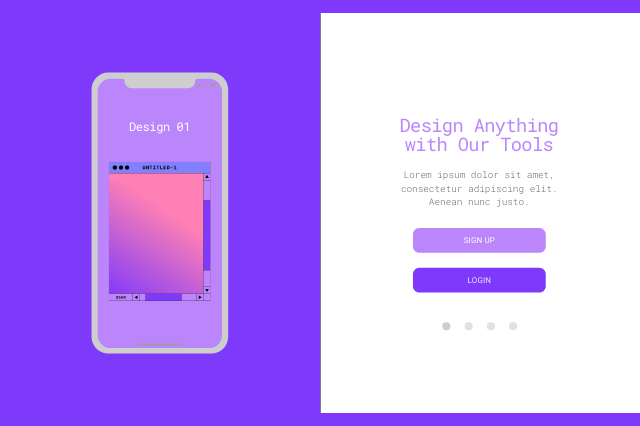 Design 01
UNTITLED-1
Design Anything
with Our Tools
Lorem ipsum dolor sit amet,
consectetur adipiscing elit.
Aenean nunc justo.
SIGN UP
LOGIN